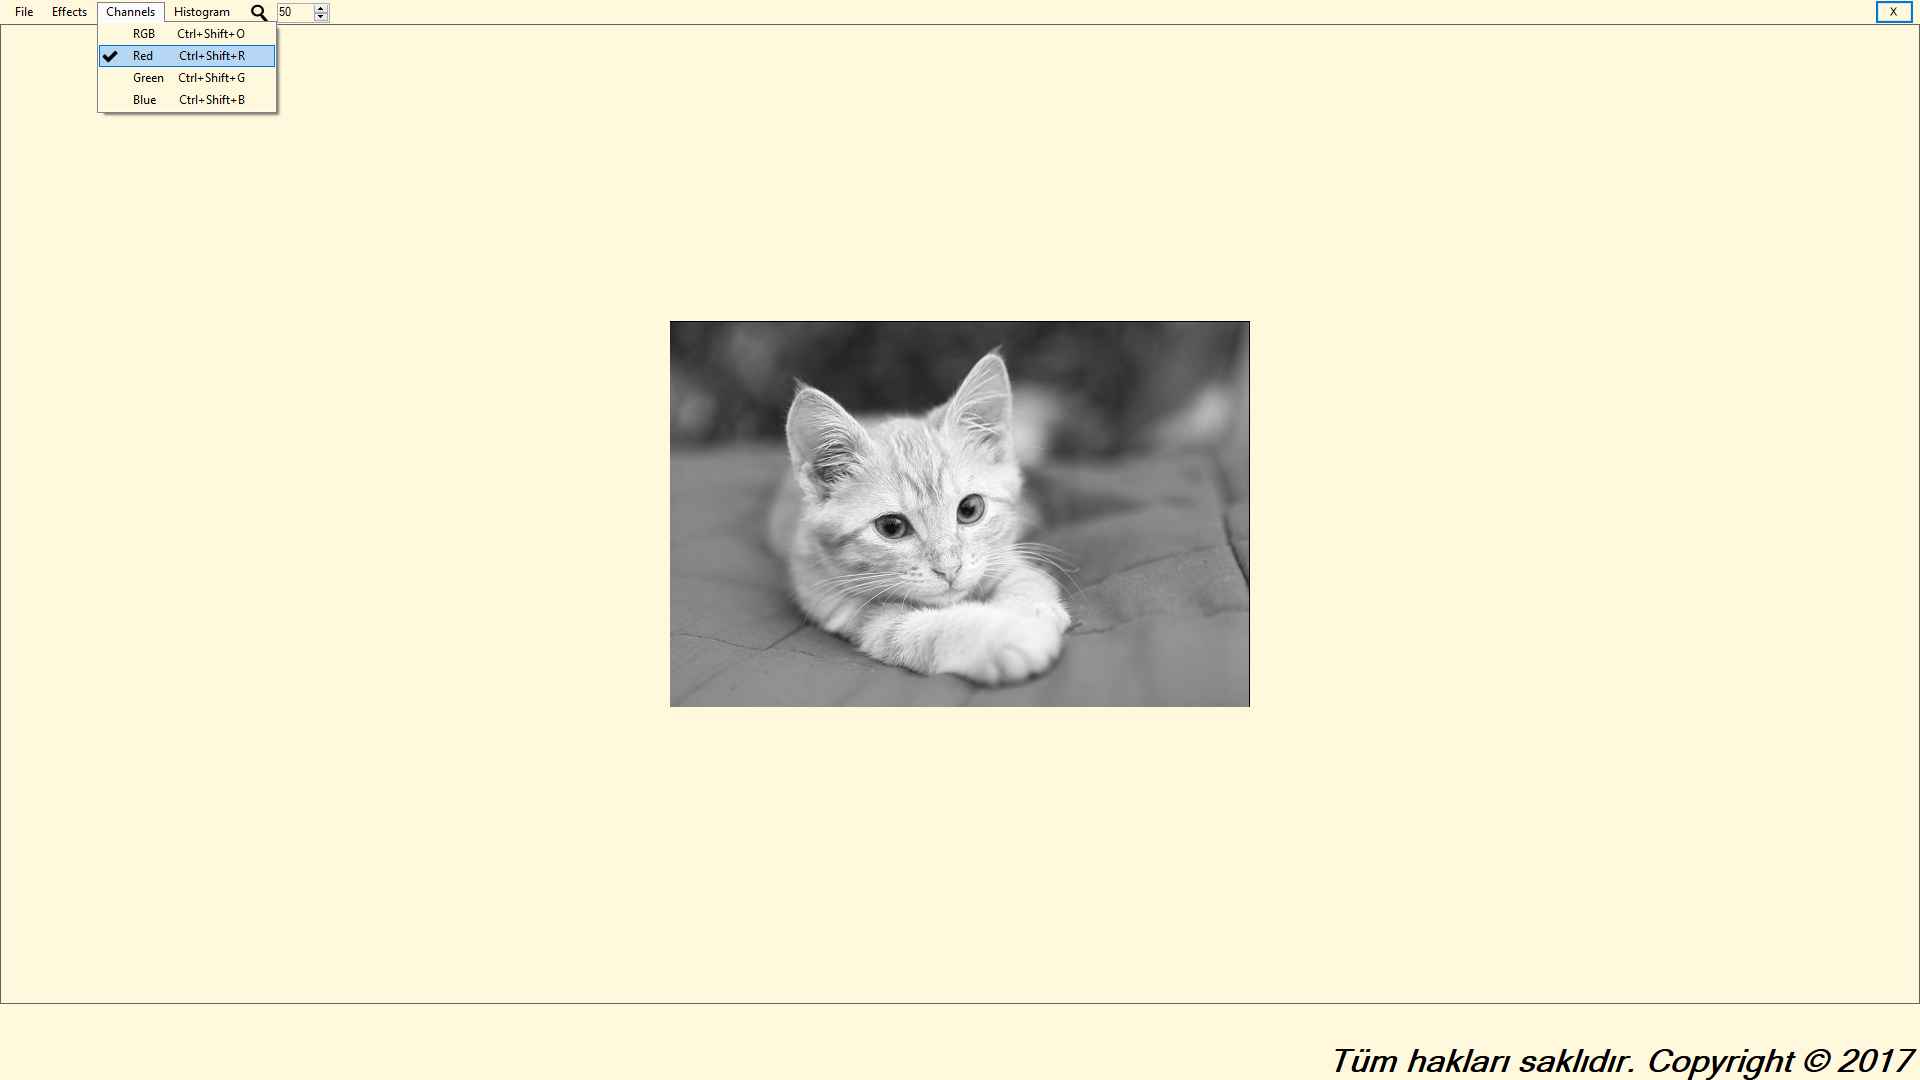 File Effects Channels Histogram 50 X
RGB Ctrl+Shift+O
Red Ctrl+Shift+R
Green Ctrl+Shift+G
Blue Ctrl+Shift+B
Tüm hakları saklıdır. Copyright © 2017